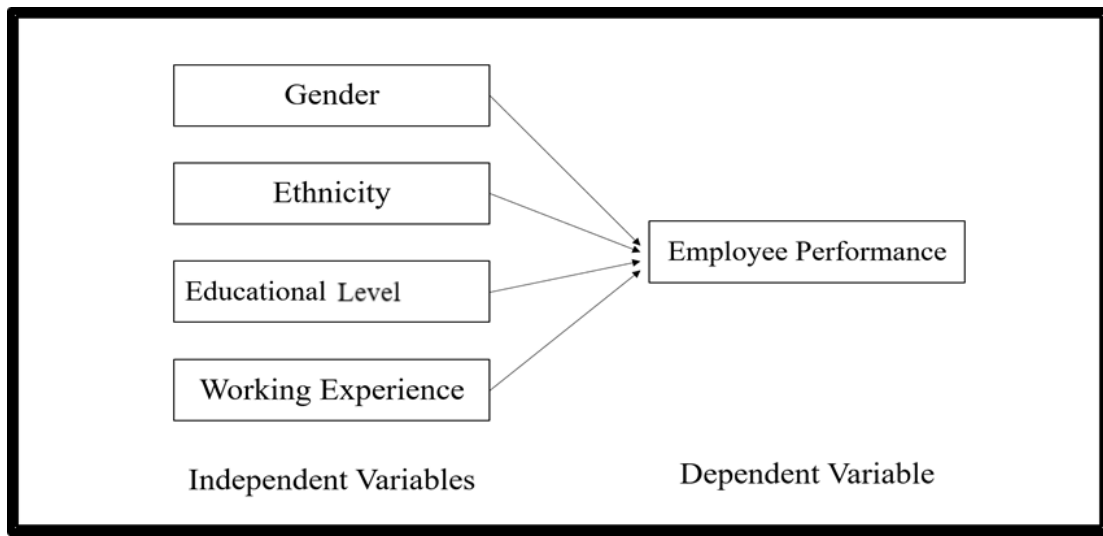 Gender
Ethnicity
Educational Level
Working Experience
Employee Performance
Independent Variables
Dependent Variable